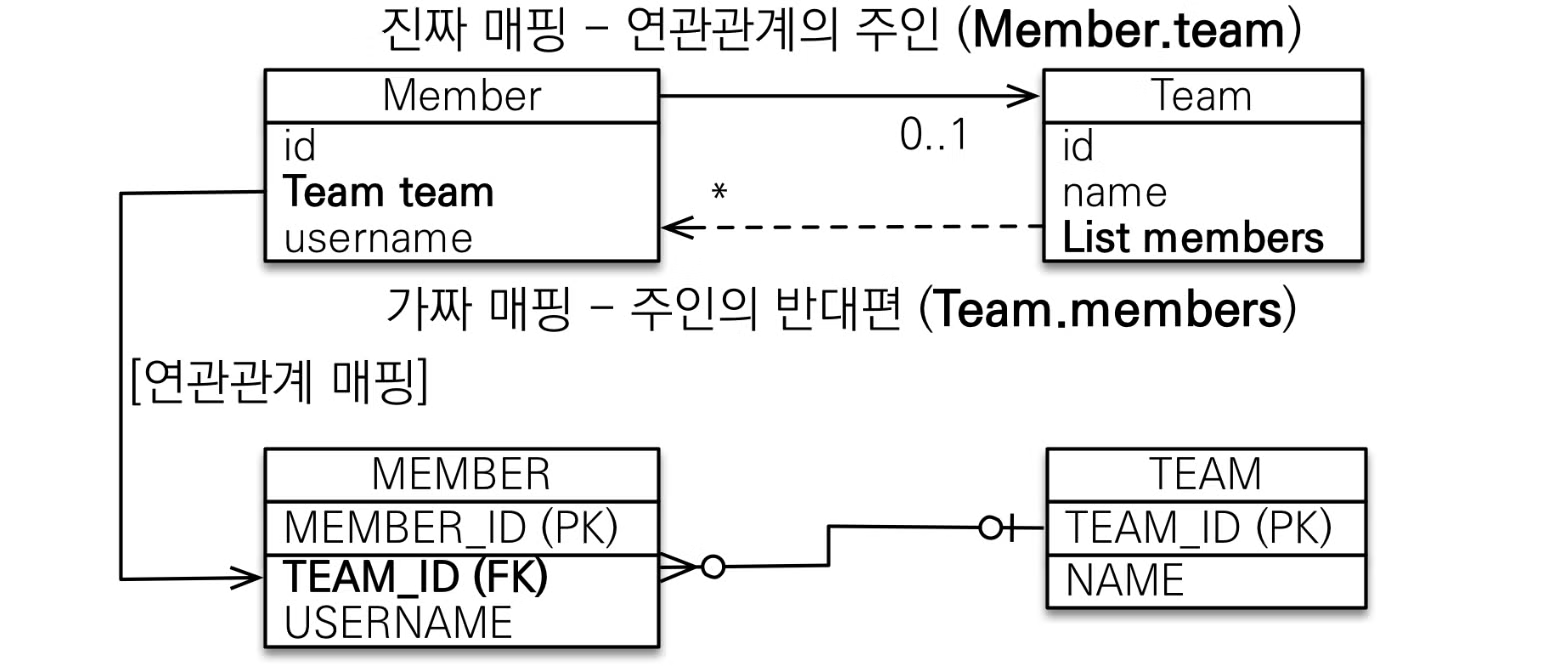 진짜 매핑 - 연관관계의 주인 (Member.team)
Member
id
Team team
username
0..1
*
Team
id
name
List members
가짜 매핑 - 주인의 반대편 (Team.members)
[연관관계 매핑]
MEMBER
MEMBER_ID (PK)
TEAM_ID (FK)
USERNAME
TEAM
TEAM_ID (PK)
NAME